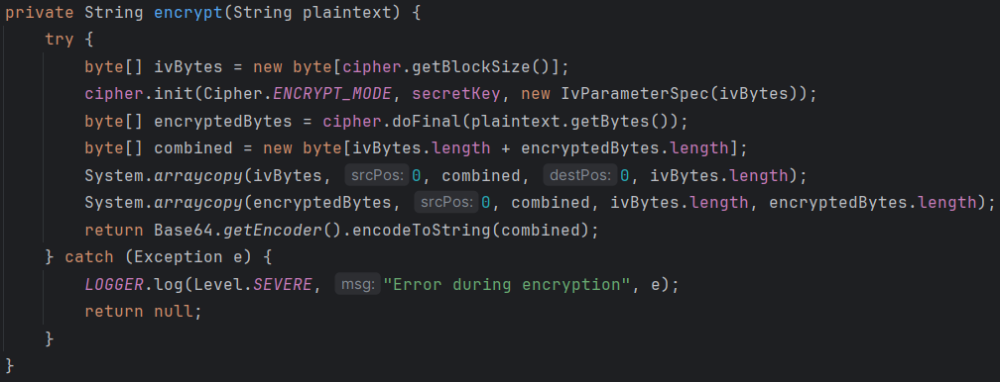 private String encrypt(String plaintext) {
    try {
        byte[] ivBytes = new byte[cipher.getBlockSize()];
        cipher.init(Cipher.ENCRYPT_MODE, secretKey, new IvParameterSpec(ivBytes));
        byte[] encryptedBytes = cipher.doFinal(plaintext.getBytes());
        byte[] combined = new byte[ivBytes.length + encryptedBytes.length];
        System.arraycopy(ivBytes, srcPos: 0, combined, destPos: 0, ivBytes.length);
        System.arraycopy(encryptedBytes, srcPos: 0, combined, ivBytes.length, encryptedBytes.length);
        return Base64.getEncoder().encodeToString(combined);
    } catch (Exception e) {
        LOGGER.log(Level.SEVERE, msg: "Error during encryption", e);
        return null;
    }
}